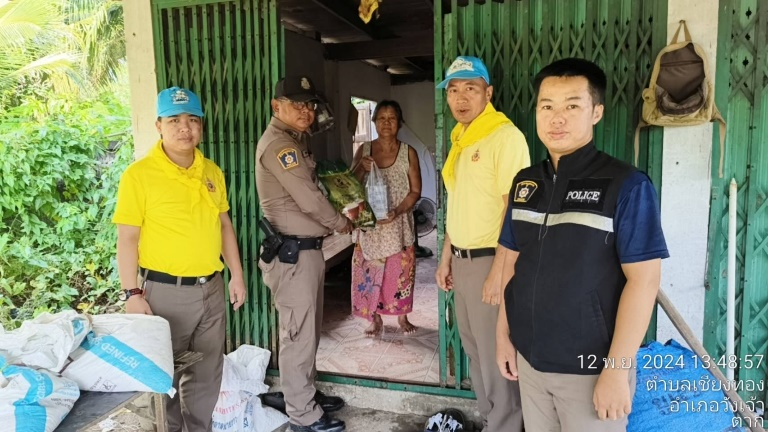 POLICE
REFINED
12 พ.ย. 2024 13:48:57
ตำบลเชียงทอง
อำเภอวังเจ้า
ตาก